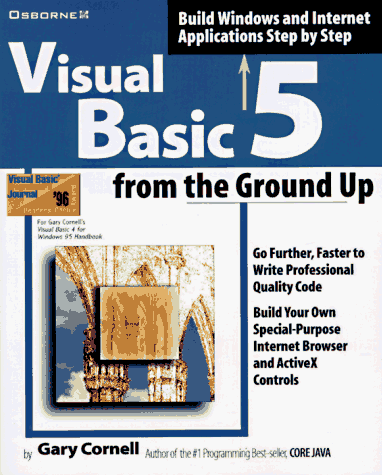 OSBORNE
Build Windows and Internet
Applications Step by Step
Visual
Basic 5
from the Ground Up
Visual Basic
Journal '96
Readers Choice Award
For Gary Cornell's
Visual Basic 4 for
Windows 95 Handbook
Go Further, Faster to
Write Professional
Quality Code
Build Your Own
Special-Purpose
Internet Browser
and ActiveX
Controls
by Gary Cornell Author of the #1 Programming Best-seller, CORE JAVA